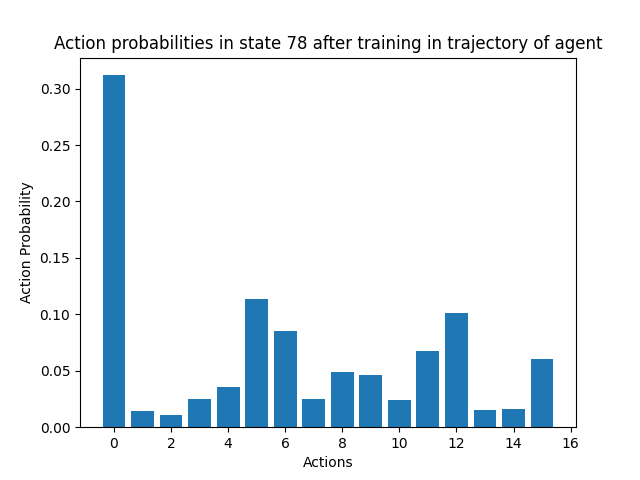 Action probabilities in state 78 after training in trajectory of agent
0.30
0.25
0.20
0.15
0.10
0.05
0.00
Action Probability
0 2 4 6 8 10 12 14 16
Actions